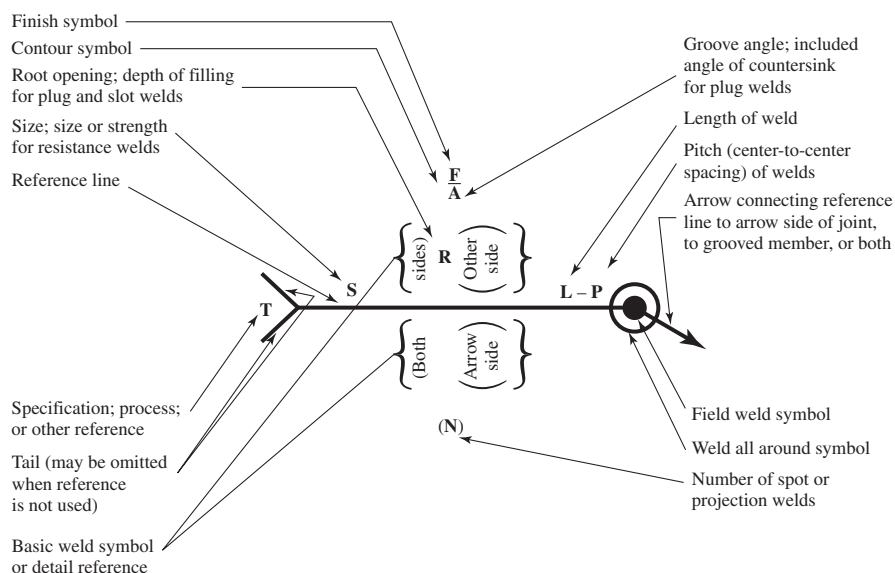 Finish symbol
Contour symbol
Root opening; depth of filling
for plug and slot welds
Size; size or strength
for resistance welds
Reference line
Groove angle; included
angle of countersink
for plug welds
Length of weld
Pitch (center-to-center
spacing) of welds
Arrow connecting reference
line to arrow side of joint,
to grooved member, or both
F
A
sides)
R
(Other
side)
S
L – P
T
(Both
(Arrow
side)
(N)
Specification; process;
or other reference
Tail (may be omitted
when reference
is not used)
Basic weld symbol
or detail reference
Field weld symbol
Weld all around symbol
Number of spot or
projection welds